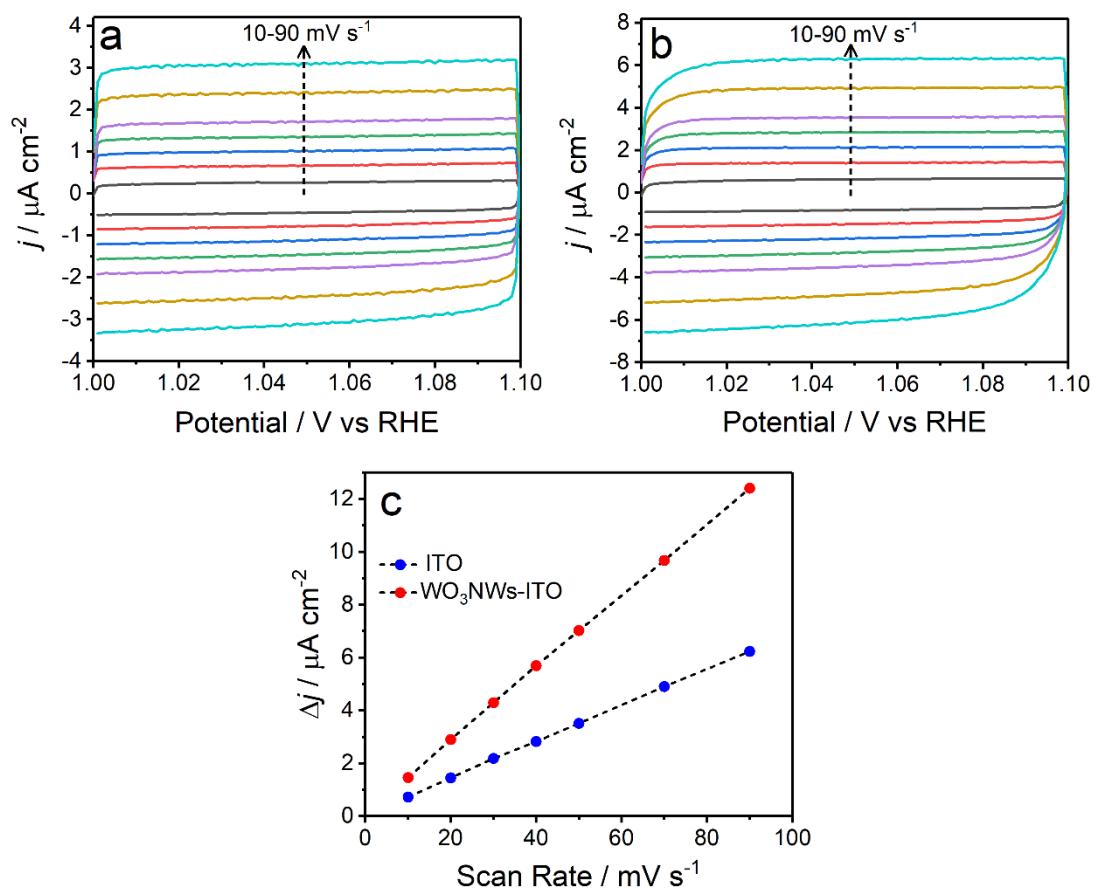 a
10-90 mV s⁻¹
4
3
2
1
0
-1
-2
-3
-4
j / μA cm⁻²
1.00 1.02 1.04 1.06 1.08 1.10
Potential / V vs RHE
b
10-90 mV s⁻¹
8
6
4
2
0
-2
-4
-6
-8
j / μA cm⁻²
1.00 1.02 1.04 1.06 1.08 1.10
Potential / V vs RHE
c
ITO
WO₃NWs-ITO
12
10
8
6
4
2
0
Δj / μA cm⁻²
0 20 40 60 80 100
Scan Rate / mV s⁻¹